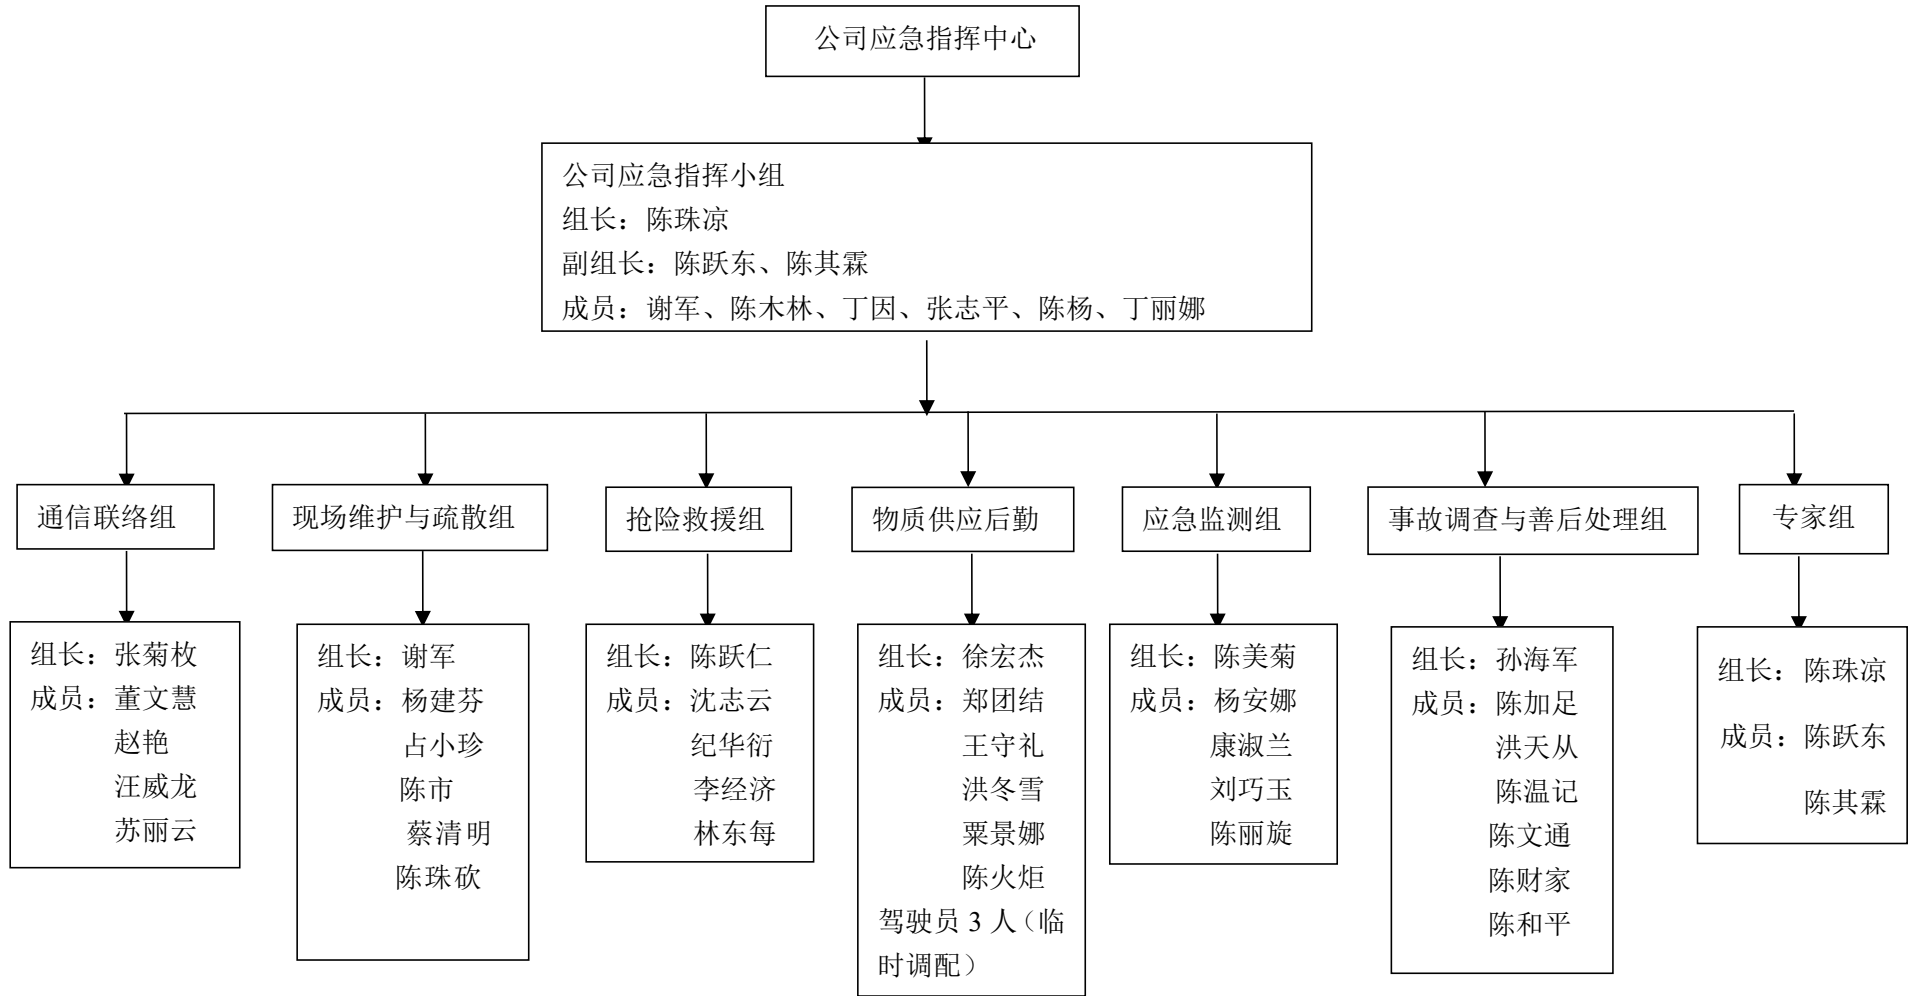 公司应急指挥中心
公司应急指挥小组
组长：陈珠凉
副组长：陈跃东、陈其霖
成员：谢军、陈木林、丁因、张志平、陈杨、丁丽娜
通信联络组
现场维护与疏散组
抢险救援组
物质供应后勤
应急监测组
事故调查与善后处理组
专家组
组长：张菊枚
成员：董文慧
赵艳
汪威龙
苏丽云
组长：谢军
成员：杨建芬
占小珍
陈市
蔡清明
陈珠砍
组长：陈跃仁
成员：沈志云
纪华衍
李经济
林东每
组长：徐宏杰
成员：郑团结
王守礼
洪冬雪
粟景娜
陈火炬
驾驶员 3 人（临
时调配）
组长：陈美菊
成员：杨安娜
康淑兰
刘巧玉
陈丽旋
组长：孙海军
成员：陈加足
洪天从
陈温记
陈文通
陈财家
陈和平
组长：陈珠凉
成员：陈跃东
陈其霖